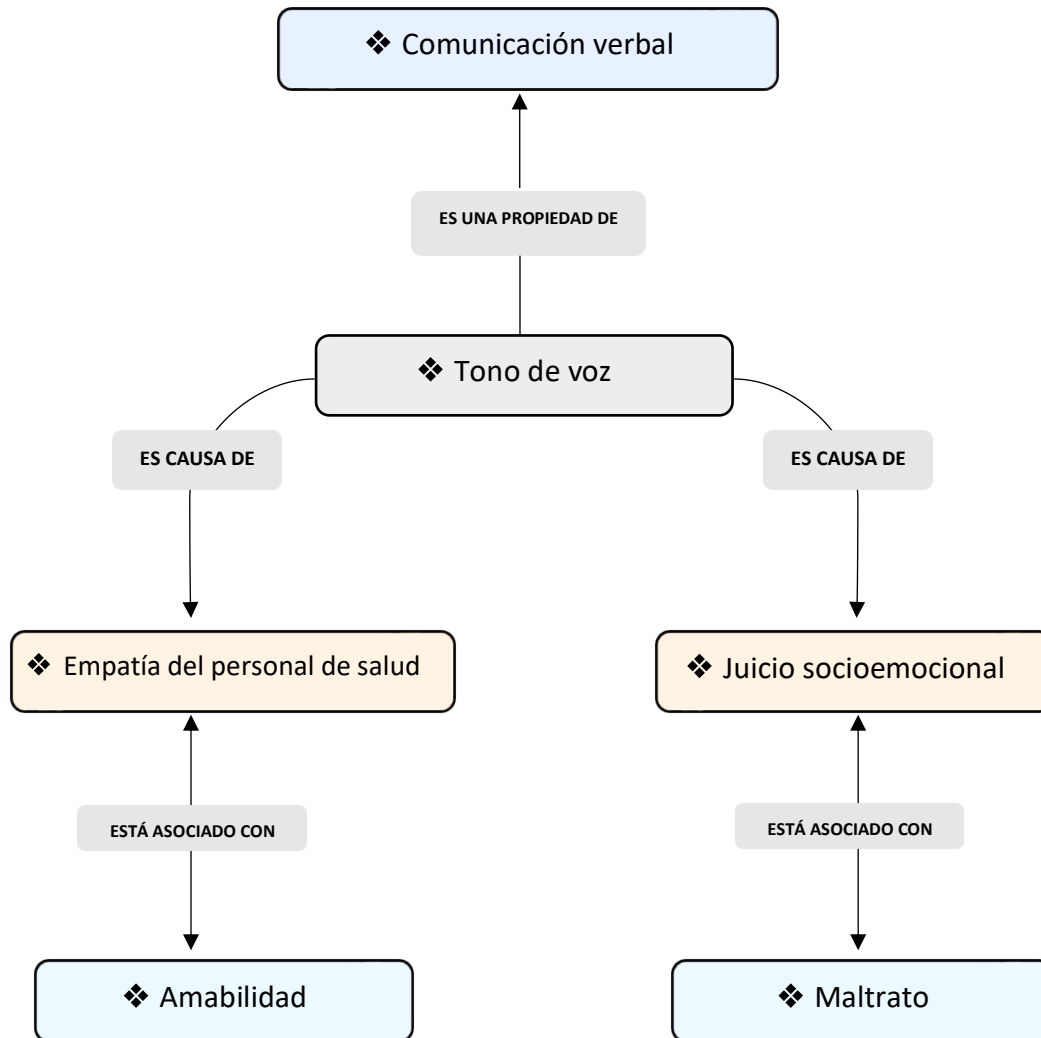 ❖ Comunicación verbal
ES UNA PROPIEDAD DE
❖ Tono de voz
ES CAUSA DE
ES CAUSA DE
❖ Empatía del personal de salud
❖ Juicio socioemocional
ESTÁ ASOCIADO CON
ESTÁ ASOCIADO CON
❖ Amabilidad
❖ Maltrato